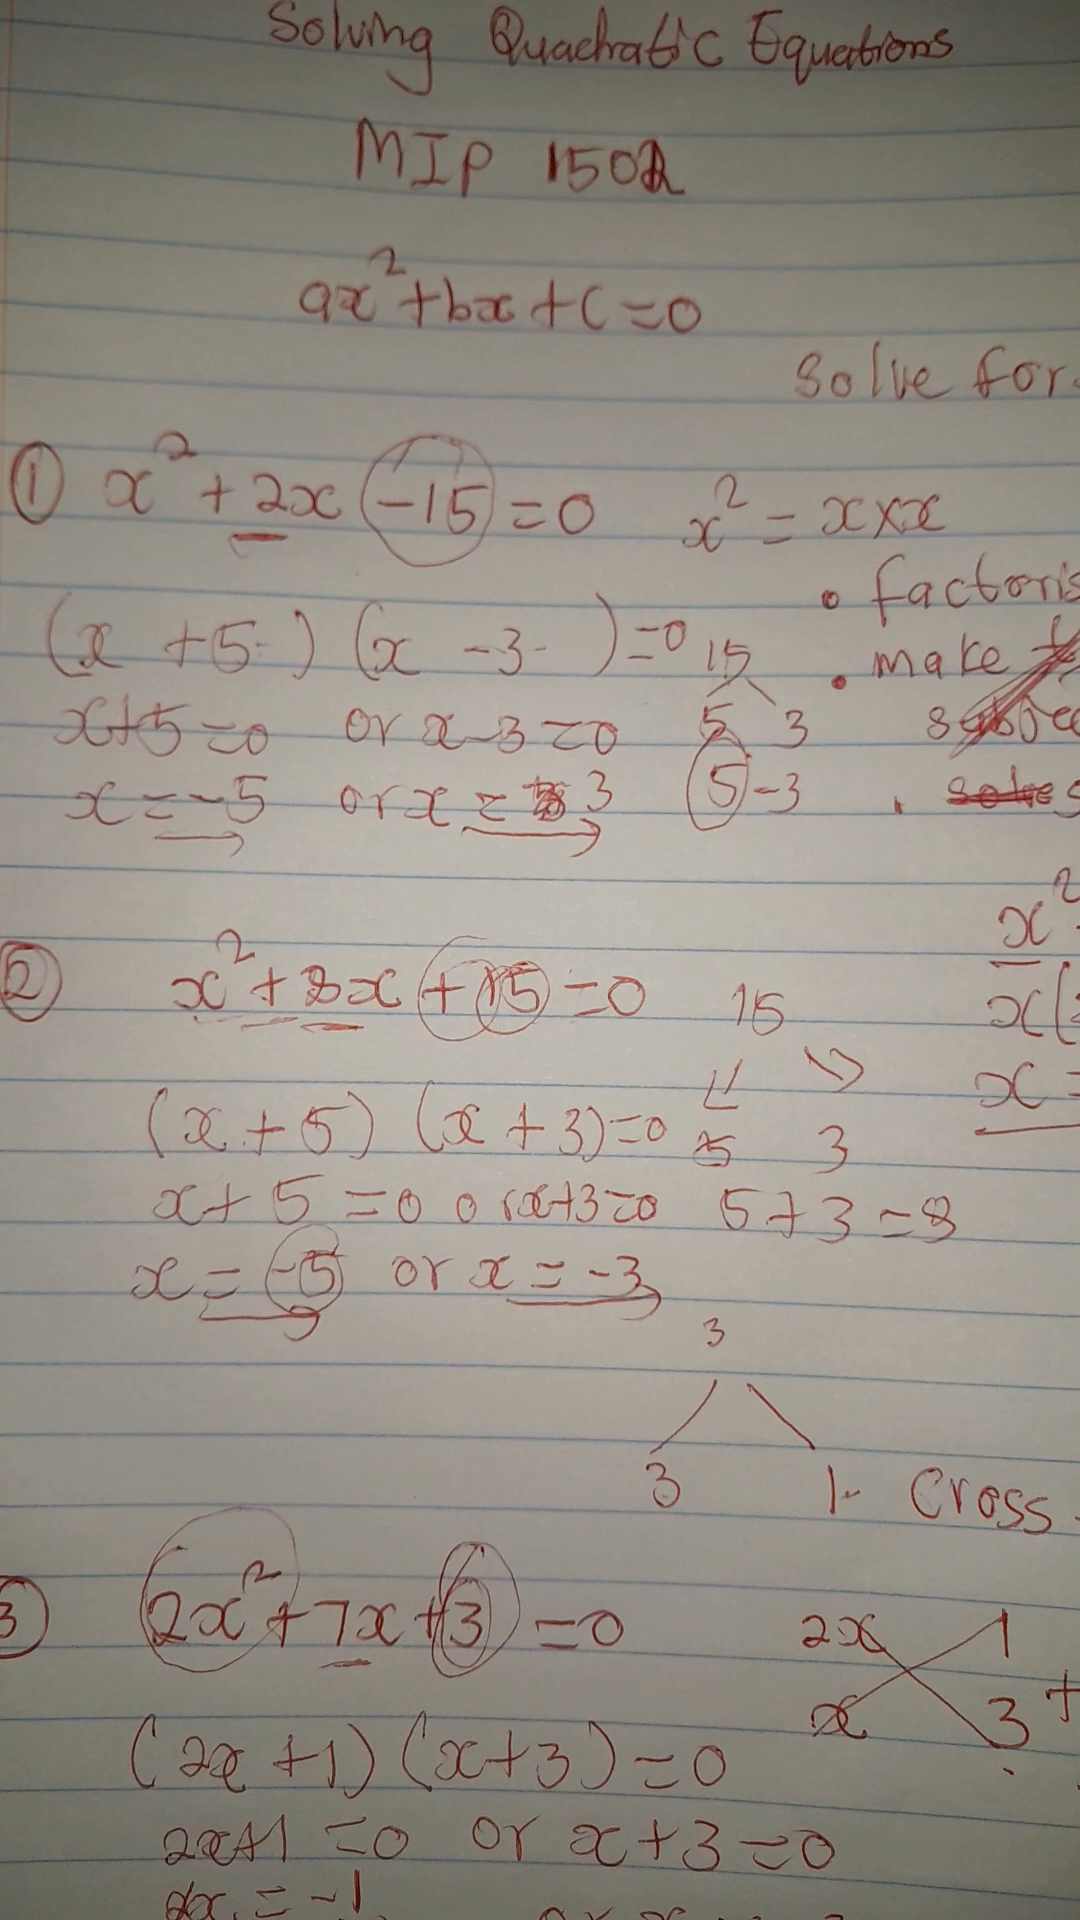 Solving Quadratic Equations
MIP 1502
ax² + bx + c = 0
Solve for
① x² + 2x - 15 = 0 x² = x × x
• factoris
(x + 5) (x - 3) = 0 15 • make
x + 5 = 0 or x - 3 = 0 5 3
x = -5 or x = 3 5 - 3
x²
② x² + 8x + 15 = 0 15 x(
x =
(x + 5) (x + 3) = 0 5 3
x + 5 = 0 or x + 3 = 0 5 + 3 = 8
x = -5 or x = -3
3
3 1 - Cross
3 2x² + 7x + 3 = 0 2x 1
x 3 +
(2x + 1) (x + 3) = 0
2x + 1 = 0 or x + 3 = 0
2x = -1 or x